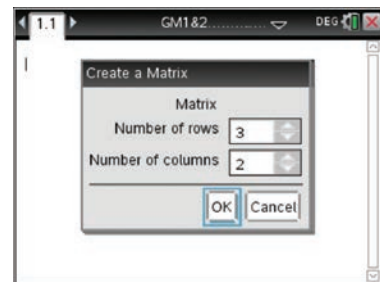 1.1 GM1&2............ DEG
Create a Matrix
Matrix
Number of rows 3
Number of columns 2
OK Cancel